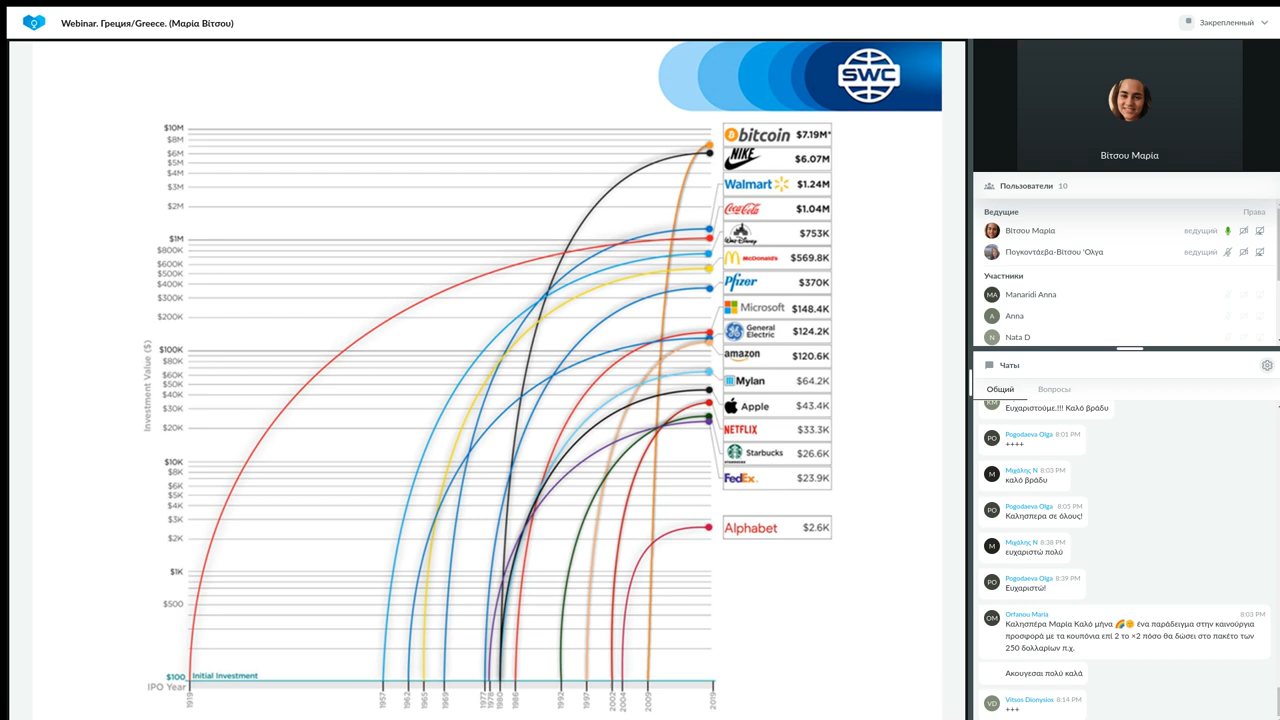 Webinar. Греция/Greece. (Μαρία Βίτσου)
Закрепленный
SWC
$10M
$8M
$6M
$5M
$4M
$3M
$2M
$1M
$800K
$600K
$500K
$400K
$300K
$200K
$100K
$80K
$60K
$50K
$40K
$30K
$20K
$10K
$8K
$6K
$5K
$4K
$3K
$2K
$1K
$500
$100
Initial Investment
Investment Value ($)
IPO Year
1919
1962
1965
1969
1977
1978
1980
1986
1992
1997
2002
2004
2009
2019
bitcoin $7.19M*
NIKE $6.07M
Walmart $1.24M
Coca-Cola $1.04M
WALT DISNEY $753K
McDonald's $569.8K
Pfizer $370K
Microsoft $148.4K
General Electric $124.2K
amazon $120.6K
Mylan $64.2K
Apple $43.4K
NETFLIX $33.3K
Starbucks $26.6K
FedEx. $23.9K
Alphabet $2.6K
Βίτσου Μαρία
Пользователи 10
Ведущие Права
Βίτσου Μαρία ведущий
Πογκοντάεβα-Βίτσου Όλγα ведущий
Участники
MA Manaridi Anna
A Anna
N Nata D
Чаты
Общий Вопросы
Ευχαριστούμε.!!! Καλό βράδυ
PO Pogodaeva Olga 8:01 PM
++++
M Μιχάλης Ν 8:03 PM
καλό βράδυ
PO Pogodaeva Olga 8:05 PM
Καλησπερα σε όλους!
M Μιχάλης Ν 8:38 PM
ευχαριστώ πολύ
PO Pogodaeva Olga 8:39 PM
Ευχαριστώ!
OM Orfanou Maria 8:03 PM
Καλησπέρα Μαρία Καλό μήνα 🌈🌞 ένα παράδειγμα στην καινούργια
προσφορά με τα κουπόνια επί 2 το ×2 πόσο θα δώσει στο πακέτο των
250 δολλαρίων π.χ.
Ακουγεσαι πολύ καλά
VD Vitsos Dionysios 8:14 PM
+++